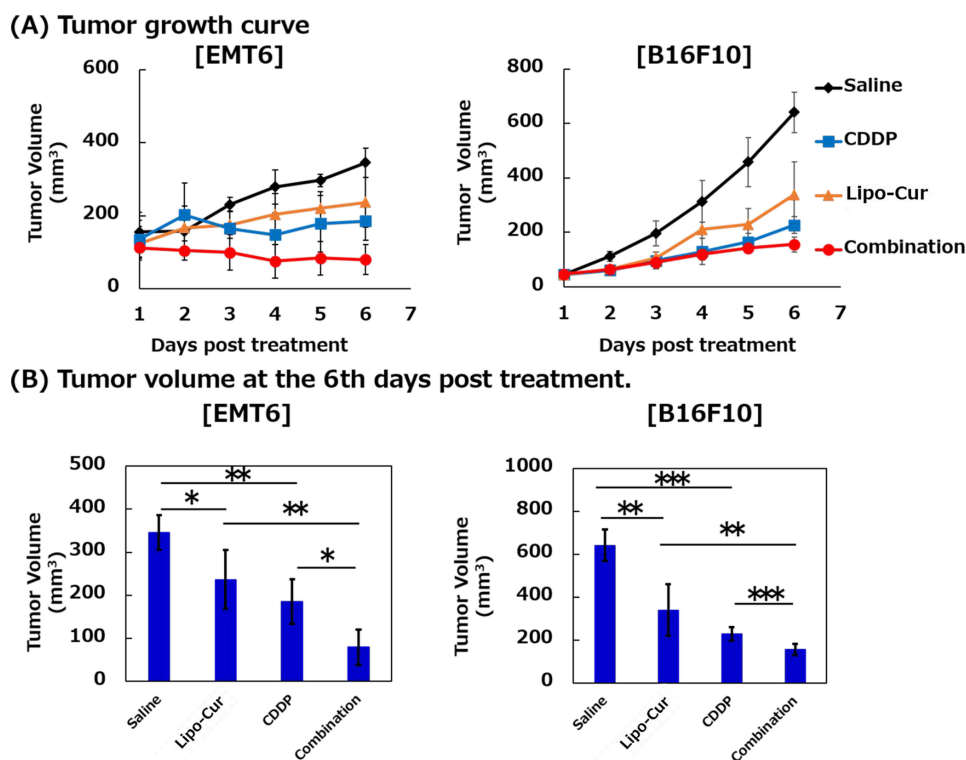 (A) Tumor growth curve
[EMT6]
[B16F10]
600
400
200
0
Tumor Volume
(mm³)
1 2 3 4 5 6 7
Days post treatment
800
600
400
200
0
Tumor Volume
(mm³)
1 2 3 4 5 6 7
Days post treatment
Saline
CDDP
Lipo-Cur
Combination
(B) Tumor volume at the 6th days post treatment.
[EMT6]
[B16F10]
500
400
300
200
100
0
Tumor Volume
(mm³)
**
*
**
*
Saline
Lipo-Cur
CDDP
Combination
1000
800
600
400
200
0
Tumor Volume
(mm³)
***
**
**
***
Saline
Lipo-Cur
CDDP
Combination